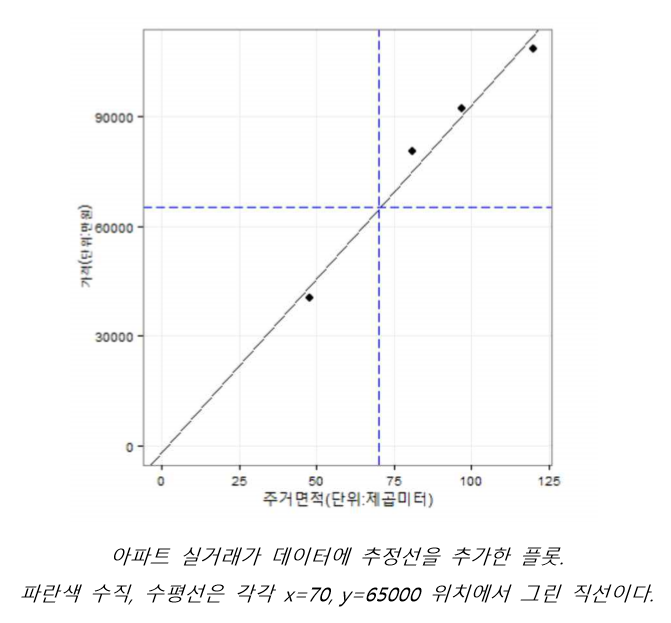 가격(단위:만원)
90000
60000
30000
0
0 25 50 75 100 125
주거면적(단위:제곱미터)
아파트 실거래가 데이터에 추정선을 추가한 플롯.
파란색 수직, 수평선은 각각 x=70, y=65000 위치에서 그린 직선이다.